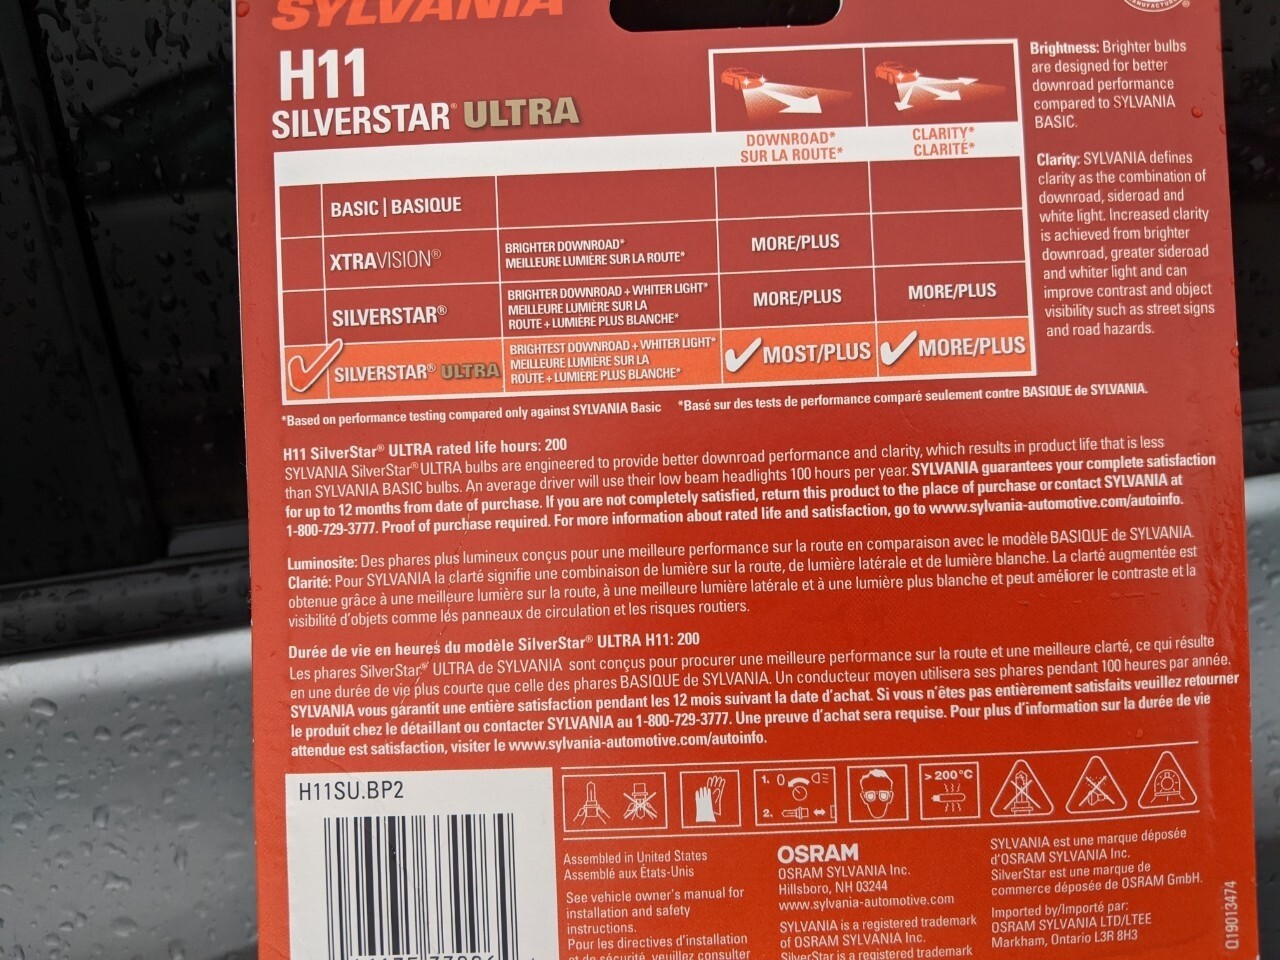 SYLVANIA
H11
SILVERSTAR® ULTRA
DOWNROAD*
SUR LA ROUTE*
CLARITY*
CLARITÉ*
BASIC | BASIQUE
XTRAVISION®
BRIGHTER DOWNROAD*
MEILLEURE LUMIÈRE SUR LA ROUTE*
MORE/PLUS
SILVERSTAR®
BRIGHTER DOWNROAD + WHITER LIGHT*
MEILLEURE LUMIÈRE SUR LA
ROUTE + LUMIÈRE PLUS BLANCHE*
MORE/PLUS
MORE/PLUS
SILVERSTAR® ULTRA
BRIGHTEST DOWNROAD + WHITER LIGHT*
MEILLEURE LUMIÈRE SUR LA
ROUTE + LUMIÈRE PLUS BLANCHE*
MOST/PLUS
MORE/PLUS
Brightness: Brighter bulbs
are designed for better
downroad performance
compared to SYLVANIA
BASIC.
Clarity: SYLVANIA defines
clarity as the combination of
downroad, sideroad and
white light. Increased clarity
is achieved from brighter
downroad, greater sideroad
and whiter light and can
improve contrast and object
visibility such as street signs
and road hazards.
*Based on performance testing compared only against SYLVANIA Basic
*Basé sur des tests de performance comparé seulement contre BASIQUE de SYLVANIA.
H11 SilverStar® ULTRA rated life hours: 200
SYLVANIA SilverStar® ULTRA bulbs are engineered to provide better downroad performance and clarity, which results in product life that is less
than SYLVANIA BASIC bulbs. An average driver will use their low beam headlights 100 hours per year. SYLVANIA guarantees your complete satisfaction
for up to 12 months from date of purchase. If you are not completely satisfied, return this product to the place of purchase or contact SYLVANIA at
1-800-729-3777. Proof of purchase required. For more information about rated life and satisfaction, go to www.sylvania-automotive.com/autoinfo.
Luminosite: Des phares plus lumineux conçus pour une meilleure performance sur la route en comparaison avec le modèle BASIQUE de SYLVANIA.
Clarité: Pour SYLVANIA la clarté signifie une combinaison de lumière sur la route, de lumière latérale et de lumière blanche. La clarté augmentée est
obtenue grâce à une meilleure lumière sur la route, à une meilleure lumière latérale et à une lumière plus blanche et peut améliorer le contraste et la
visibilité d'objets comme les panneaux de circulation et les risques routiers.
Durée de vie en heures du modèle SilverStar® ULTRA H11: 200
Les phares SilverStar® ULTRA de SYLVANIA sont conçus pour procurer une meilleure performance sur la route et une meilleure clarté, ce qui résulte
en une durée de vie plus courte que celle des phares BASIQUE de SYLVANIA. Un conducteur moyen utilisera ses phares pendant 100 heures par année.
SYLVANIA vous garantit une entière satisfaction pendant les 12 mois suivant la date d'achat. Si vous n'êtes pas entièrement satisfaits veuillez retourner
le produit chez le détaillant ou contacter SYLVANIA au 1-800-729-3777. Une preuve d'achat sera requise. Pour plus d'information sur la durée de vie
attendue est satisfaction, visiter le www.sylvania-automotive.com/autoinfo.
H11SU.BP2
1. 0
2.
>200°C
Assembled in United States
Assemblé aux États-Unis
See vehicle owner's manual for
installation and safety
instructions.
Pour les directives d'installation
et de sécurité, veuillez consulter
OSRAM
OSRAM SYLVANIA Inc.
Hillsboro, NH 03244
www.sylvania-automotive.com
SYLVANIA is a registered trademark
of OSRAM SYLVANIA Inc.
SilverStar is a registered trademark
SYLVANIA est une marque déposée
d'OSRAM SYLVANIA Inc.
SilverStar est une marque de
commerce déposée de OSRAM GmbH.
Imported by/Importé par:
OSRAM SYLVANIA LTD/LTEE
Markham, Ontario L3R 8H3
Q19013474